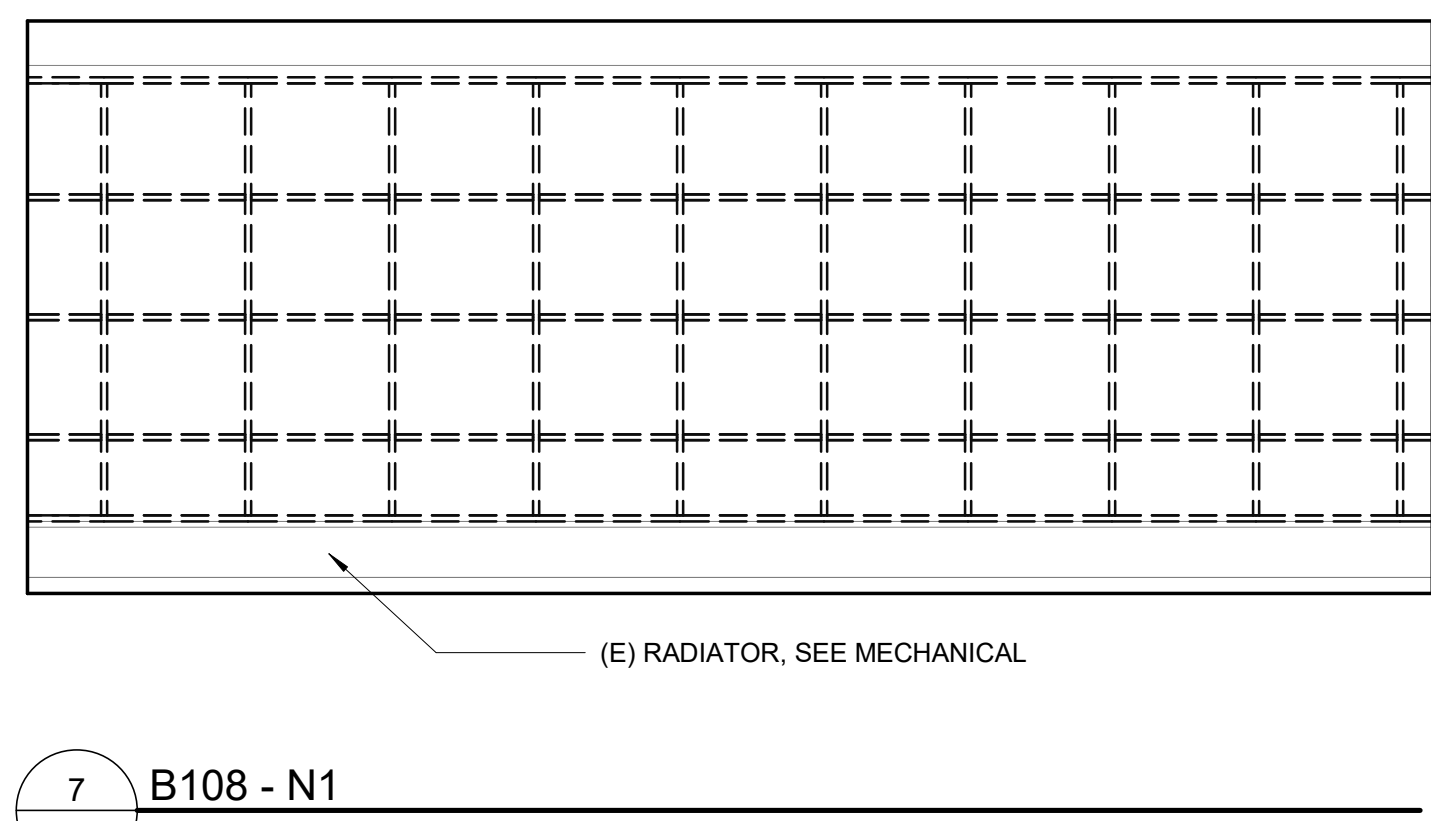 (E) RADIATOR, SEE MECHANICAL
7
B108 - N1